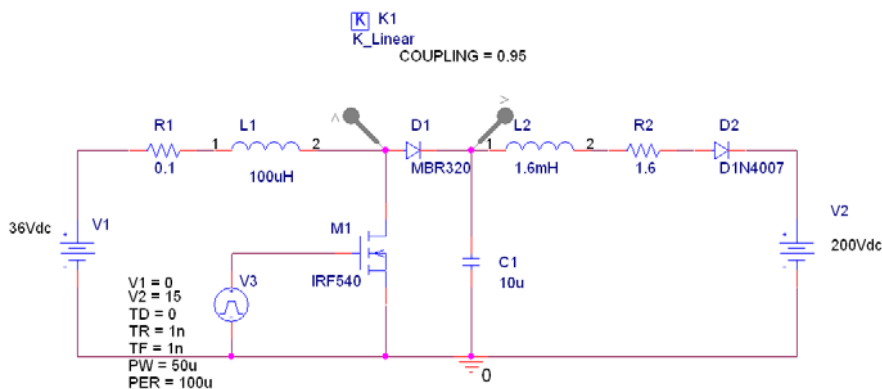 K K1
K_Linear
COUPLING = 0.95
R1
0.1
1 L1 2
100uH
D1
MBR320
1 L2 2
1.6mH
R2
1.6
D2
D1N4007
36Vdc
V1
M1
IRF540
V3
C1
10u
V2
200Vdc
V1 = 0
V2 = 15
TD = 0
TR = 1n
TF = 1n
PW = 50u
PER = 100u
0